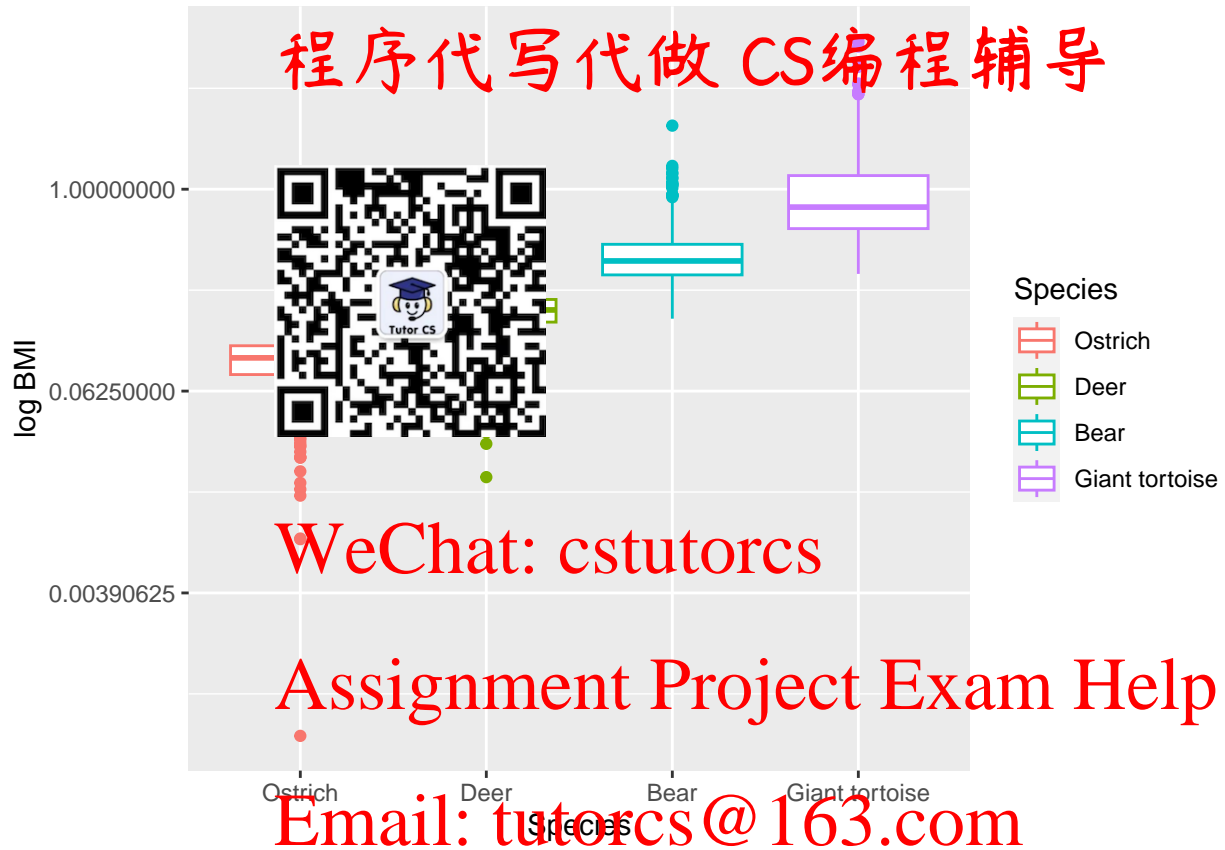 程序代写代做 CS编程辅导
1.00000000
Tutor CS
Species
Ostrich
Deer
Bear
Giant tortoise
log BMI
0.06250000
WeChat: cstutorcs
0.00390625
Assignment Project Exam Help
Ostrich Deer Bear Giant tortoise
Species
Email: tutorcs@163.com